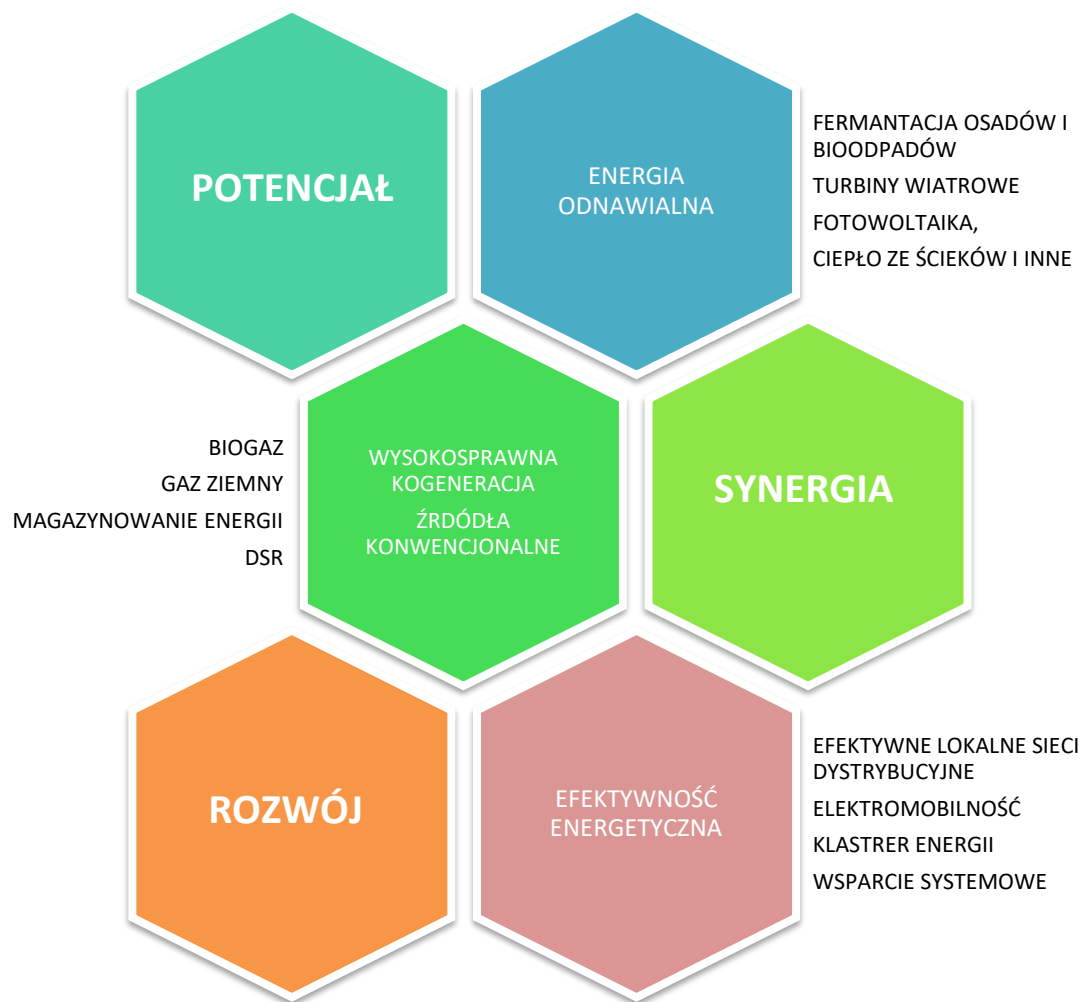 POTENCJAŁ
ENERGIA
ODNAWIALNA
FERMANTACJA OSADÓW I
BIOODPADÓW
TURBINY WIATROWE
FOTOWOLTAIKA,
CIEPŁO ZE ŚCIEKÓW I INNE
BIOGAZ
GAZ ZIEMNY
MAGAZYNOWANIE ENERGII
DSR
WYSOKOSPRAWNA
KOGENERACJA
ŹRDÓDŁA
KONWENCJONALNE
SYNERGIA
ROZWÓJ
EFEKTYWNOŚĆ
ENERGETYCZNA
EFEKTYWNE LOKALNE SIECI
DYSTRYBUCYJNE
ELEKTROMOBILNOŚĆ
KLASTRER ENERGII
WSPARCIE SYSTEMOWE